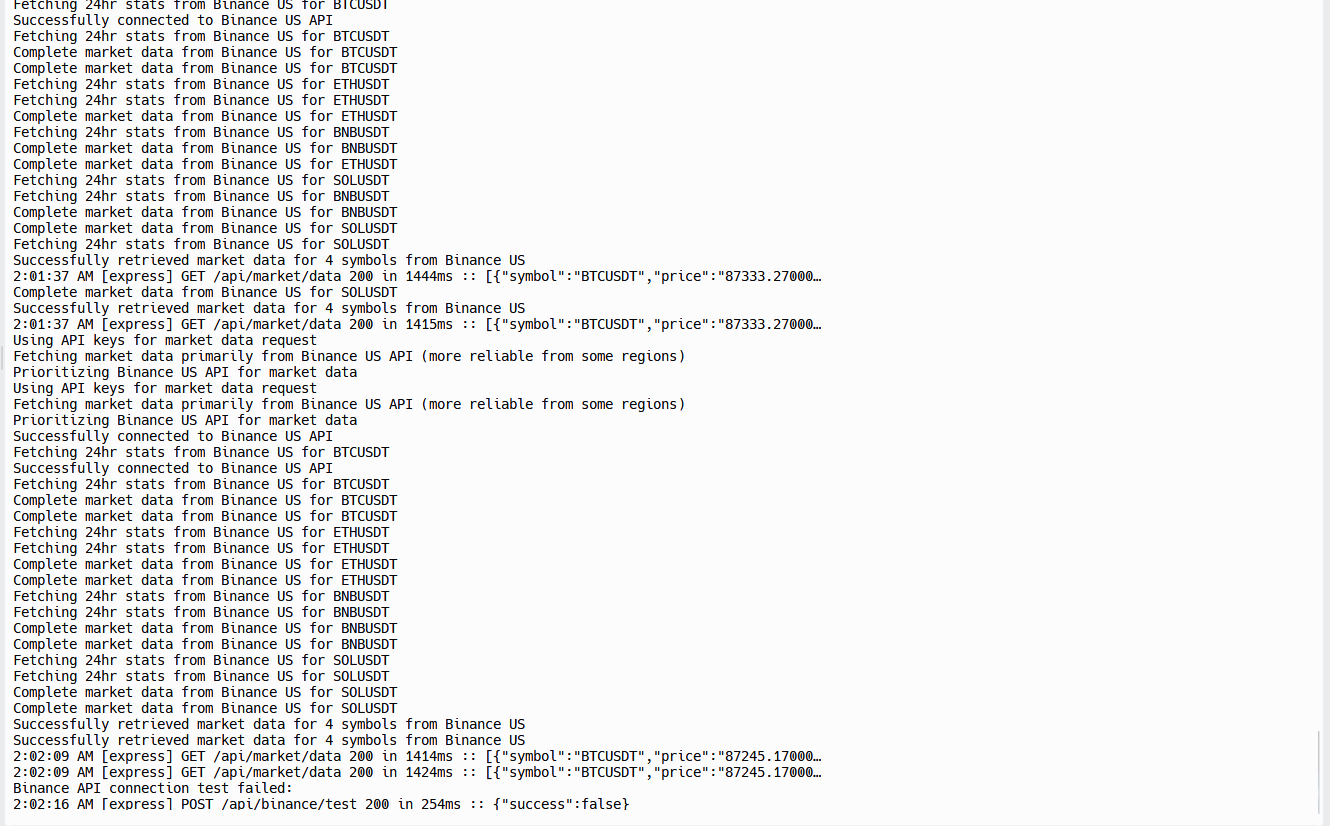 Fetching 24hr stats from Binance US for BTCUSDT
Successfully connected to Binance US API
Fetching 24hr stats from Binance US for BTCUSDT
Complete market data from Binance US for BTCUSDT
Complete market data from Binance US for BTCUSDT
Fetching 24hr stats from Binance US for ETHUSDT
Fetching 24hr stats from Binance US for ETHUSDT
Complete market data from Binance US for ETHUSDT
Fetching 24hr stats from Binance US for BNBUSDT
Complete market data from Binance US for BNBUSDT
Complete market data from Binance US for ETHUSDT
Fetching 24hr stats from Binance US for SOLUSDT
Fetching 24hr stats from Binance US for BNBUSDT
Complete market data from Binance US for BNBUSDT
Complete market data from Binance US for SOLUSDT
Fetching 24hr stats from Binance US for SOLUSDT
Successfully retrieved market data for 4 symbols from Binance US
2:01:37 AM [express] GET /api/market/data 200 in 1444ms :: [{"symbol":"BTCUSDT","price":"87333.27000…
Complete market data from Binance US for SOLUSDT
Successfully retrieved market data for 4 symbols from Binance US
2:01:37 AM [express] GET /api/market/data 200 in 1415ms :: [{"symbol":"BTCUSDT","price":"87333.27000…
Using API keys for market data request
Fetching market data primarily from Binance US API (more reliable from some regions)
Prioritizing Binance US API for market data
Using API keys for market data request
Fetching market data primarily from Binance US API (more reliable from some regions)
Prioritizing Binance US API for market data
Successfully connected to Binance US API
Fetching 24hr stats from Binance US for BTCUSDT
Successfully connected to Binance US API
Fetching 24hr stats from Binance US for BTCUSDT
Complete market data from Binance US for BTCUSDT
Complete market data from Binance US for BTCUSDT
Fetching 24hr stats from Binance US for ETHUSDT
Fetching 24hr stats from Binance US for ETHUSDT
Complete market data from Binance US for ETHUSDT
Complete market data from Binance US for ETHUSDT
Fetching 24hr stats from Binance US for BNBUSDT
Fetching 24hr stats from Binance US for BNBUSDT
Complete market data from Binance US for BNBUSDT
Complete market data from Binance US for BNBUSDT
Fetching 24hr stats from Binance US for SOLUSDT
Fetching 24hr stats from Binance US for SOLUSDT
Complete market data from Binance US for SOLUSDT
Complete market data from Binance US for SOLUSDT
Successfully retrieved market data for 4 symbols from Binance US
Successfully retrieved market data for 4 symbols from Binance US
2:02:09 AM [express] GET /api/market/data 200 in 1414ms :: [{"symbol":"BTCUSDT","price":"87245.17000…
2:02:09 AM [express] GET /api/market/data 200 in 1424ms :: [{"symbol":"BTCUSDT","price":"87245.17000…
Binance API connection test failed:
2:02:16 AM [express] POST /api/binance/test 200 in 254ms :: {"success":false}